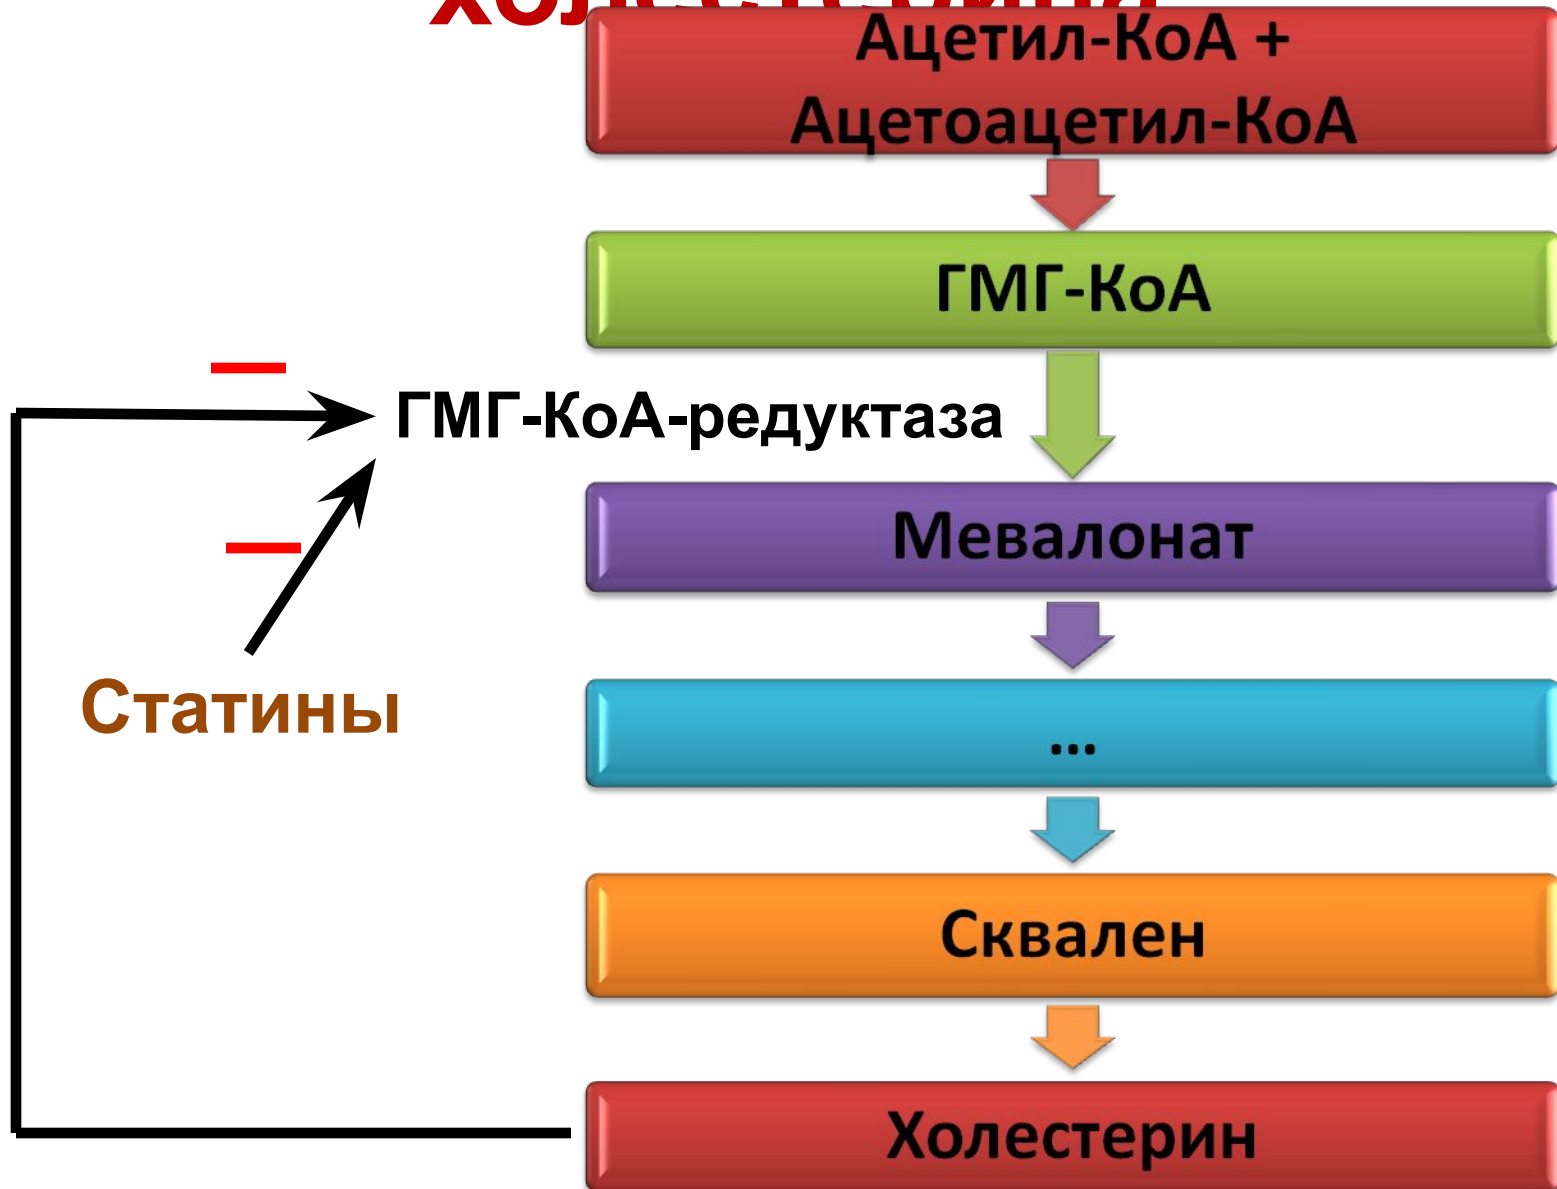 Ацетил-КоА +
Ацетоацетил-КоА
ГМГ-КоА
ГМГ-КоА-редуктаза
Мевалонат
Статины
...
Сквален
Холестерин